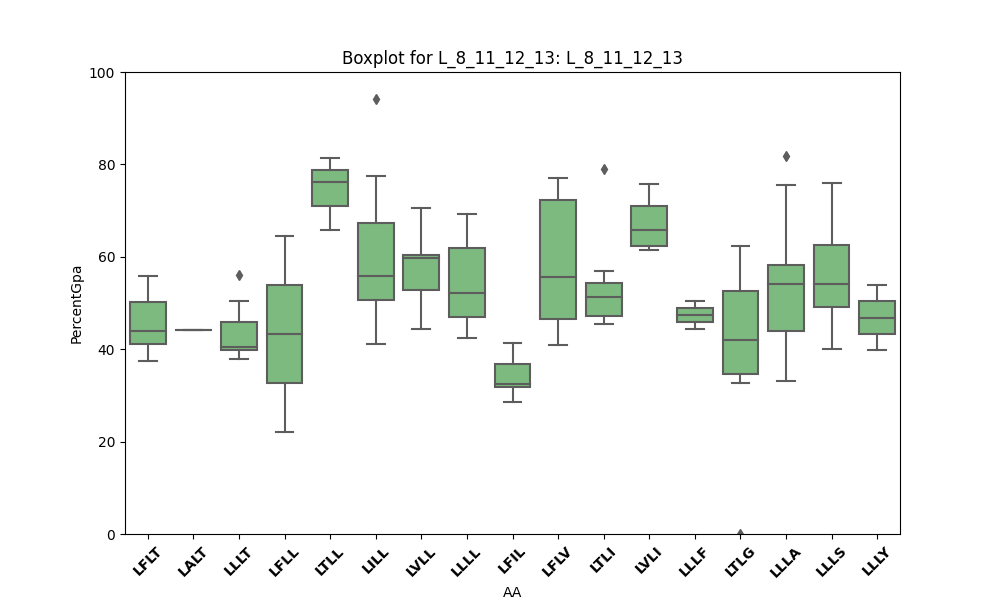 Boxplot for L_8_11_12_13: L_8_11_12_13
PercentGpa
100
80
60
40
20
0
LFLT LALT LLLT LFLL LTLL LILL LVLL LLLL LFIL LFLV LTLI LVLI LLLF LTLG LLLA LLLS LLLY
AA